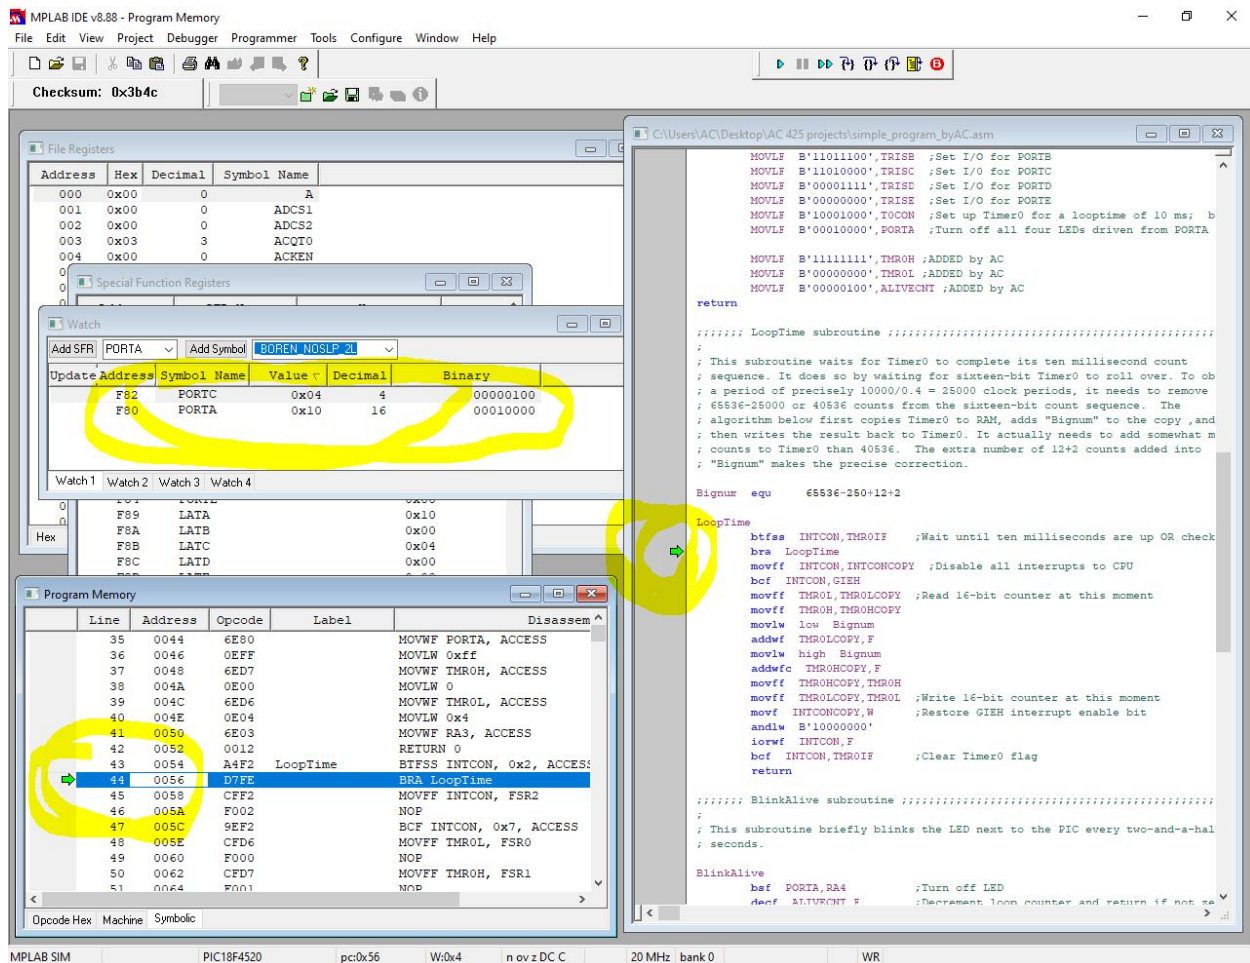 MPLAB IDE v8.88 - Program Memory
File Edit View Project Debugger Programmer Tools Configure Window Help
Checksum: 0x3b4c
File Registers
Address Hex Decimal Symbol Name
000 0x00 0 A
001 0x00 0 ADCS1
002 0x00 0 ADCS2
003 0x03 3 ACQT0
004 0x00 0 ACKEN
Special Function Registers
Watch
Add SFR PORTA Add Symbol _BOREN_NOSLP_2L
Update Address Symbol Name Value Decimal Binary
F82 PORTC 0x04 4 00000100
F80 PORTA 0x10 16 00010000
Watch 1 Watch 2 Watch 3 Watch 4
F89 LATA 0x10
F8A LATB 0x00
F8B LATC 0x04
F8C LATD 0x00
Hex
Program Memory
Line Address Opcode Label Disassem
35 0044 6E80 MOVWF PORTA, ACCESS
36 0046 0EFF MOVLW 0xff
37 0048 6ED7 MOVWF TMR0H, ACCESS
38 004A 0E00 MOVLW 0
39 004C 6ED6 MOVWF TMR0L, ACCESS
40 004E 0E04 MOVLW 0x4
41 0050 6E03 MOVWF RA3, ACCESS
42 0052 0012 RETURN 0
43 0054 A4F2 LoopTime BTFSS INTCON, 0x2, ACCESS
44 0056 D7FE BRA LoopTime
45 0058 CFF2 MOVFF INTCON, FSR2
46 005A F002 NOP
47 005C 9EF2 BCF INTCON, 0x7, ACCESS
48 005E CFD6 MOVFF TMR0L, FSR0
49 0060 F000 NOP
50 0062 CFD7 MOVFF TMR0H, FSR1
51 0064 F001 NOP
Opcode Hex Machine Symbolic
C:\Users\AC\Desktop\AC 425 projects\simple_program_byAC.asm
MOVLF B'11011100',TRISB ;Set I/O for PORTB
MOVLF B'11010000',TRISC ;Set I/O for PORTC
MOVLF B'00001111',TRISD ;Set I/O for PORTD
MOVLF B'00000000',TRISE ;Set I/O for PORTE
MOVLF B'10001000',T0CON ;Set up Timer0 for a looptime of 10 ms; b
MOVLF B'00010000',PORTA ;Turn off all four LEDs driven from PORTA
MOVLF B'11111111',TMR0H ;ADDED by AC
MOVLF B'00000000',TMR0L ;ADDED by AC
MOVLF B'00000100',ALIVECNT ;ADDED by AC
return
;;;;;;; LoopTime subroutine ;;;;;;;;;;;;;;;;;;;;;;;;;;;;;;;;;;;;;;;;;;;;;
;
; This subroutine waits for Timer0 to complete its ten millisecond count
; sequence. It does so by waiting for sixteen-bit Timer0 to roll over. To ob
; a period of precisely 10000/0.4 = 25000 clock periods, it needs to remove
; 65536-25000 or 40536 counts from the sixteen-bit count sequence. The
; algorithm below first copies Timer0 to RAM, adds "Bignum" to the copy ,and
; then writes the result back to Timer0. It actually needs to add somewhat m
; counts to Timer0 than 40536. The extra number of 12+2 counts added into
; "Bignum" makes the precise correction.
Bignum equ 65536-250+12+2
LoopTime
btfss INTCON,TMR0IF ;Wait until ten milliseconds are up OR check
bra LoopTime
movff INTCON,INTCONCOPY ;Disable all interrupts to CPU
bcf INTCON,GIEH
movff TMR0L,TMR0LCOPY ;Read 16-bit counter at this moment
movff TMR0H,TMR0HCOPY
movlw low Bignum
addwf TMR0LCOPY,F
movlw high Bignum
addwfc TMR0HCOPY,F
movff TMR0HCOPY,TMR0H
movff TMR0LCOPY,TMR0L ;Write 16-bit counter at this moment
movf INTCONCOPY,W ;Restore GIEH interrupt enable bit
andlw B'10000000'
iorwf INTCON,F
bcf INTCON,TMR0IF ;Clear Timer0 flag
return
;;;;;;; BlinkAlive subroutine ;;;;;;;;;;;;;;;;;;;;;;;;;;;;;;;;;;;;;;;;;;;
;
; This subroutine briefly blinks the LED next to the PIC every two-and-a-hal
; seconds.
BlinkAlive
bsf PORTA,RA4 ;Turn off LED
decf ALIVECNT,F ;Decrement loop counter and return if not ze
MPLAB SIM PIC18F4520 pc:0x56 W:0x4 n ov z DC C 20 MHz bank 0 WR